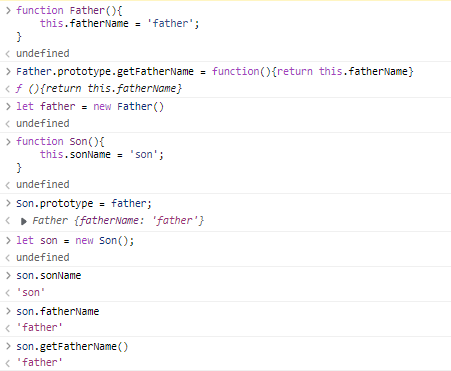 > function Father(){
      this.fatherName = 'father';
  }
< undefined
> Father.prototype.getFatherName = function(){return this.fatherName}
< ƒ (){return this.fatherName}
> let father = new Father()
< undefined
> function Son(){
      this.sonName = 'son';
  }
< undefined
> Son.prototype = father;
< ▶ Father {fatherName: 'father'}
> let son = new Son();
< undefined
> son.sonName
< 'son'
> son.fatherName
< 'father'
> son.getFatherName()
< 'father'